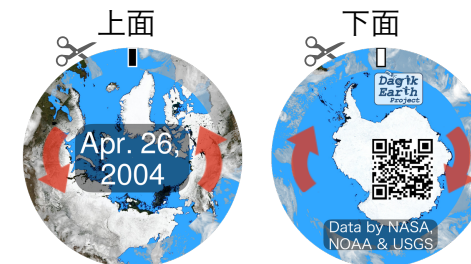 上面
下面
Apr. 26,
2004
Dagik
Earth
Project
Data by NASA,
NOAA & USGS